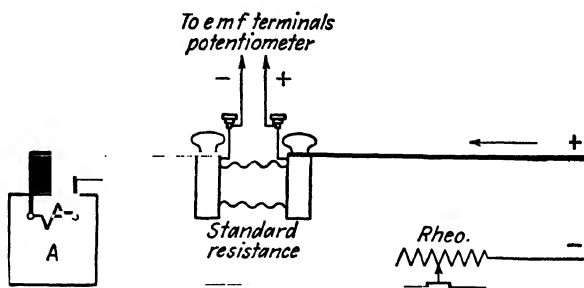 To emf terminals
potentiometer
- +
+
Standard
resistance
Rheo.
-
A